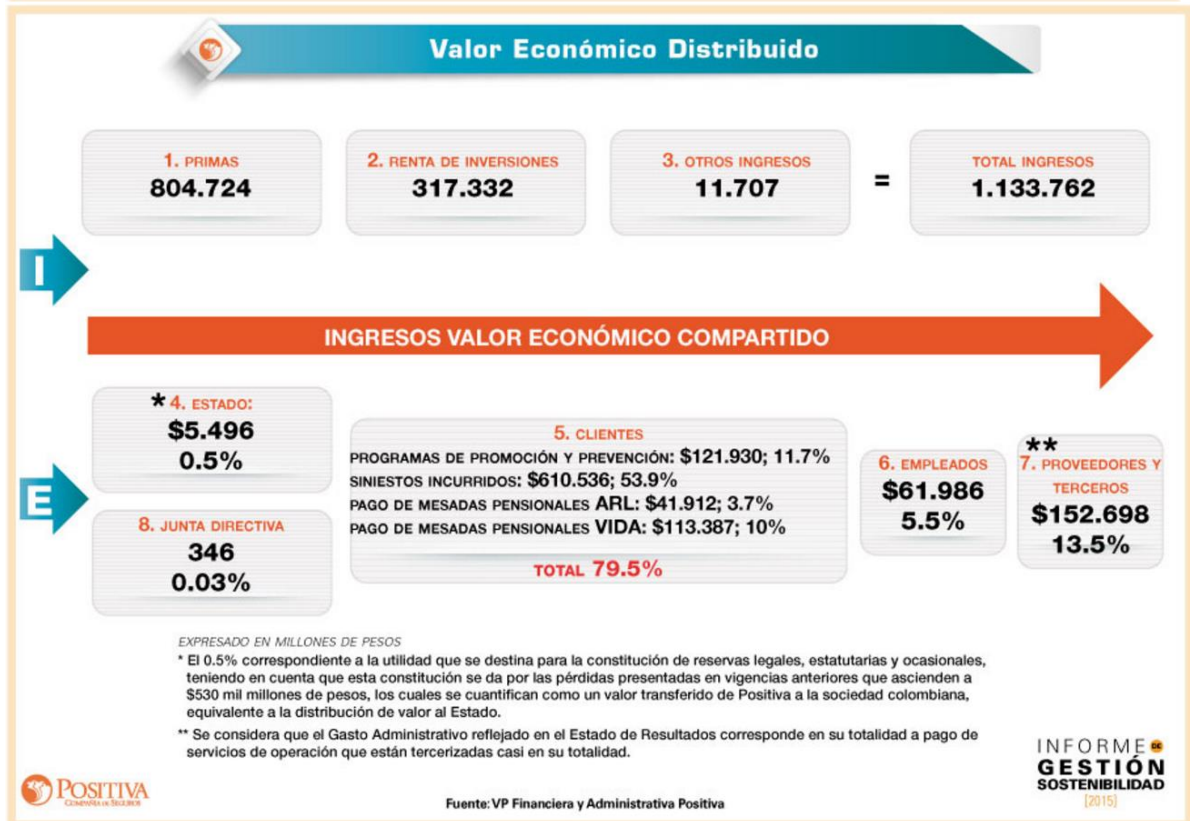 Valor Económico Distribuido
1. PRIMAS
804.724
2. RENTA DE INVERSIONES
317.332
3. OTROS INGRESOS
11.707
=
TOTAL INGRESOS
1.133.762
I
INGRESOS VALOR ECONÓMICO COMPARTIDO
E
* 4. ESTADO:
$5.496
0.5%
8. JUNTA DIRECTIVA
346
0.03%
5. CLIENTES
PROGRAMAS DE PROMOCIÓN Y PREVENCIÓN: $121.930; 11.7%
SINIESTOS INCURRIDOS: $610.536; 53.9%
PAGO DE MESADAS PENSIONALES ARL: $41.912; 3.7%
PAGO DE MESADAS PENSIONALES VIDA: $113.387; 10%
TOTAL 79.5%
6. EMPLEADOS
$61.986
5.5%
**
7. PROVEEDORES Y
TERCEROS
$152.698
13.5%
EXPRESADO EN MILLONES DE PESOS
* El 0.5% correspondiente a la utilidad que se destina para la constitución de reservas legales, estatutarias y ocasionales,
teniendo en cuenta que esta constitución se da por las pérdidas presentadas en vigencias anteriores que ascienden a
$530 mil millones de pesos, los cuales se cuantifican como un valor transferido de Positiva a la sociedad colombiana,
equivalente a la distribución de valor al Estado.
** Se considera que el Gasto Administrativo reflejado en el Estado de Resultados corresponde en su totalidad a pago de
servicios de operación que están tercerizadas casi en su totalidad.
POSITIVA
COMPAÑÍA DE SEGUROS
Fuente: VP Financiera y Administrativa Positiva
INFORME DE
GESTIÓN
SOSTENIBILIDAD
[2015]